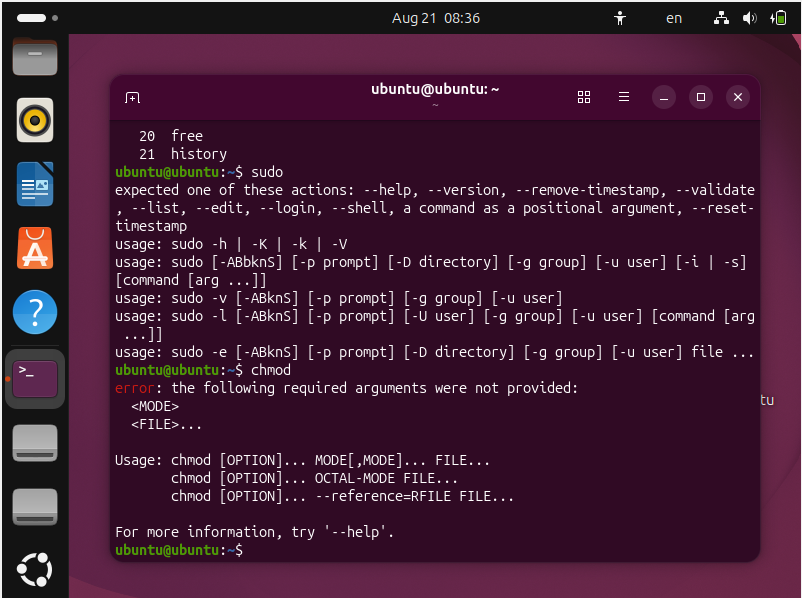 Aug 21 08:36
en
ubuntu@ubuntu: ~
~
20 free
21 history
ubuntu@ubuntu:~$ sudo
expected one of these actions: --help, --version, --remove-timestamp, --validate
, --list, --edit, --login, --shell, a command as a positional argument, --reset-
timestamp
usage: sudo -h | -K | -k | -V
usage: sudo [-ABbknS] [-p prompt] [-D directory] [-g group] [-u user] [-i | -s]
[command [arg ...]]
usage: sudo -v [-ABknS] [-p prompt] [-g group] [-u user]
usage: sudo -l [-ABknS] [-p prompt] [-U user] [-g group] [-u user] [command [arg
...]]
usage: sudo -e [-ABknS] [-p prompt] [-D directory] [-g group] [-u user] file ...
ubuntu@ubuntu:~$ chmod
error: the following required arguments were not provided:
<MODE>
<FILE>...
Usage: chmod [OPTION]... MODE[,MODE]... FILE...
chmod [OPTION]... OCTAL-MODE FILE...
chmod [OPTION]... --reference=RFILE FILE...
For more information, try '--help'.
ubuntu@ubuntu:~$
tu